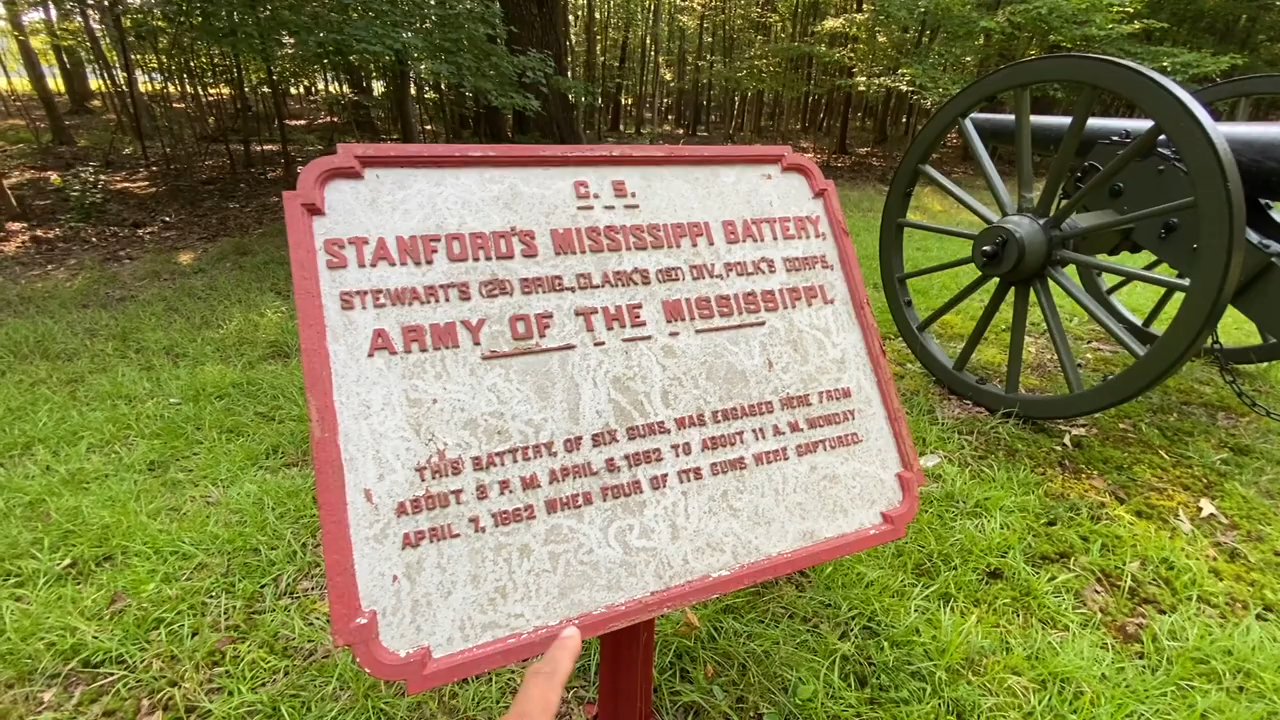 C. S.
STANFORD'S MISSISSIPPI BATTERY,
STEWART'S (2D) BRIG., CLARK'S (1ST) DIV., POLK'S CORPS,
ARMY OF THE MISSISSIPPI.
THIS BATTERY, OF SIX GUNS, WAS ENGAGED HERE FROM
ABOUT 3 P. M. APRIL 6, 1862 TO ABOUT 11 A. M. MONDAY
APRIL 7, 1862 WHEN FOUR OF ITS GUNS WERE CAPTURED.